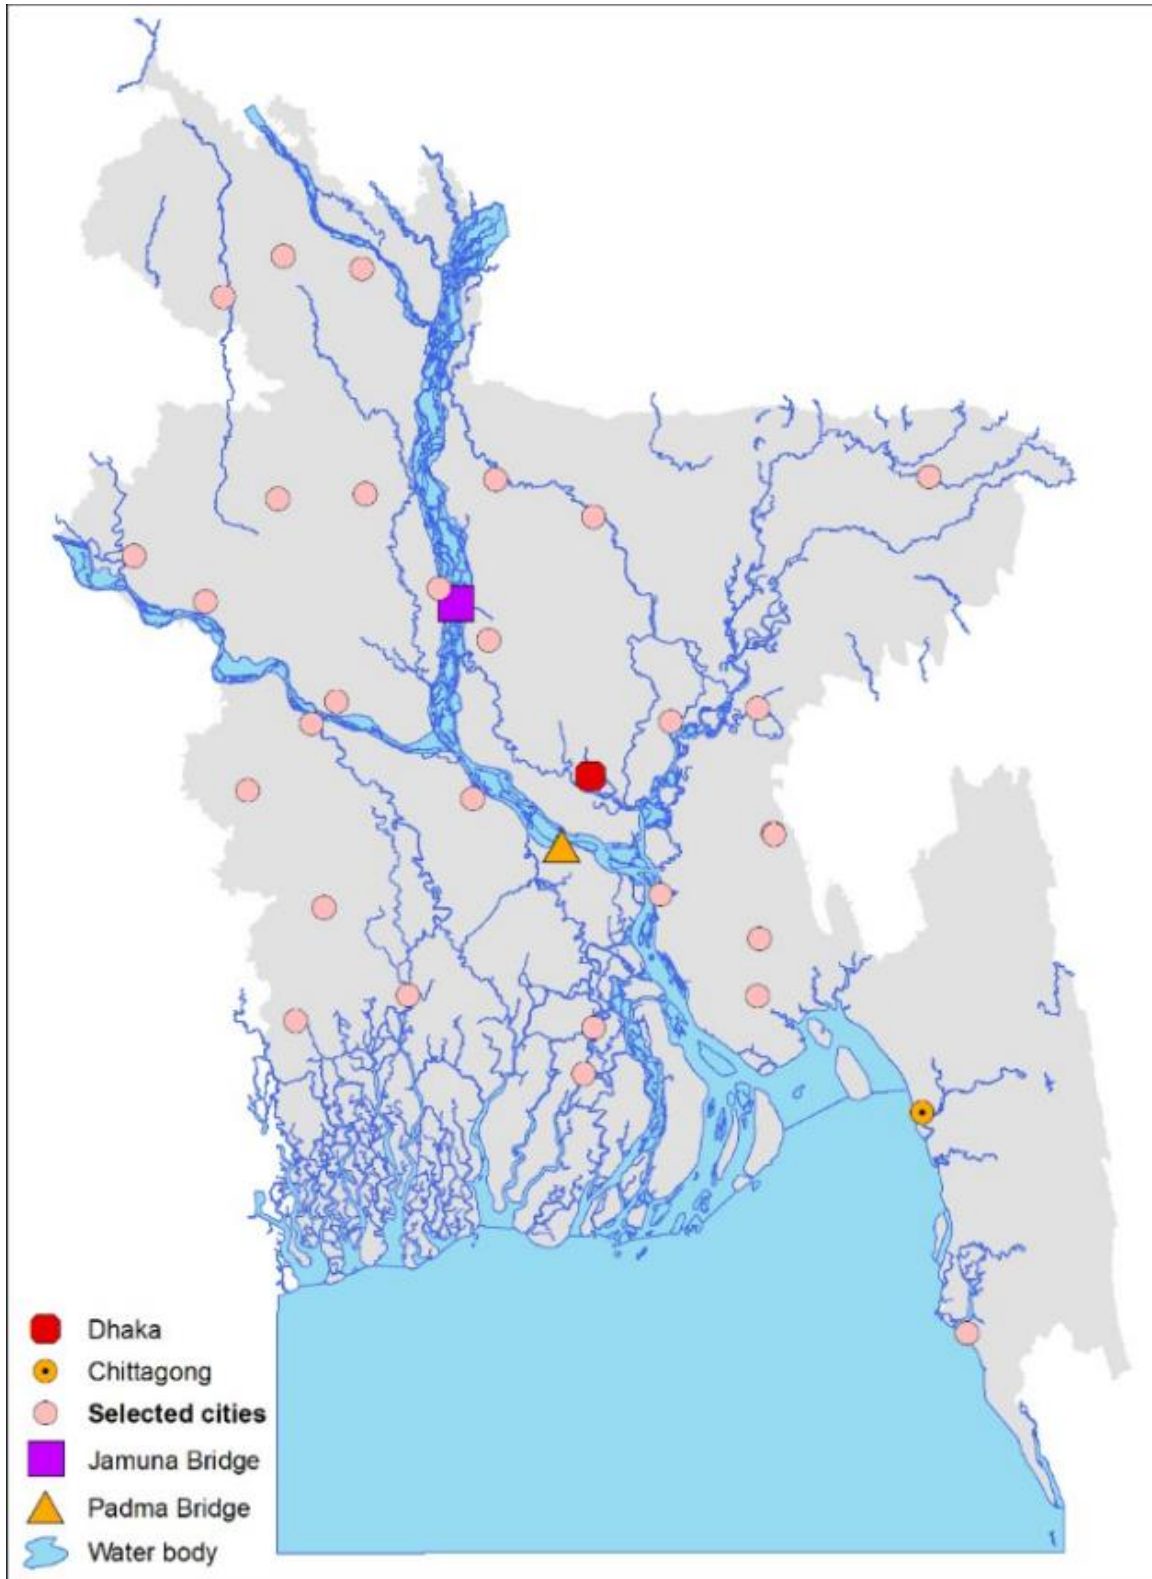 Dhaka
Chittagong
Selected cities
Jamuna Bridge
Padma Bridge
Water body